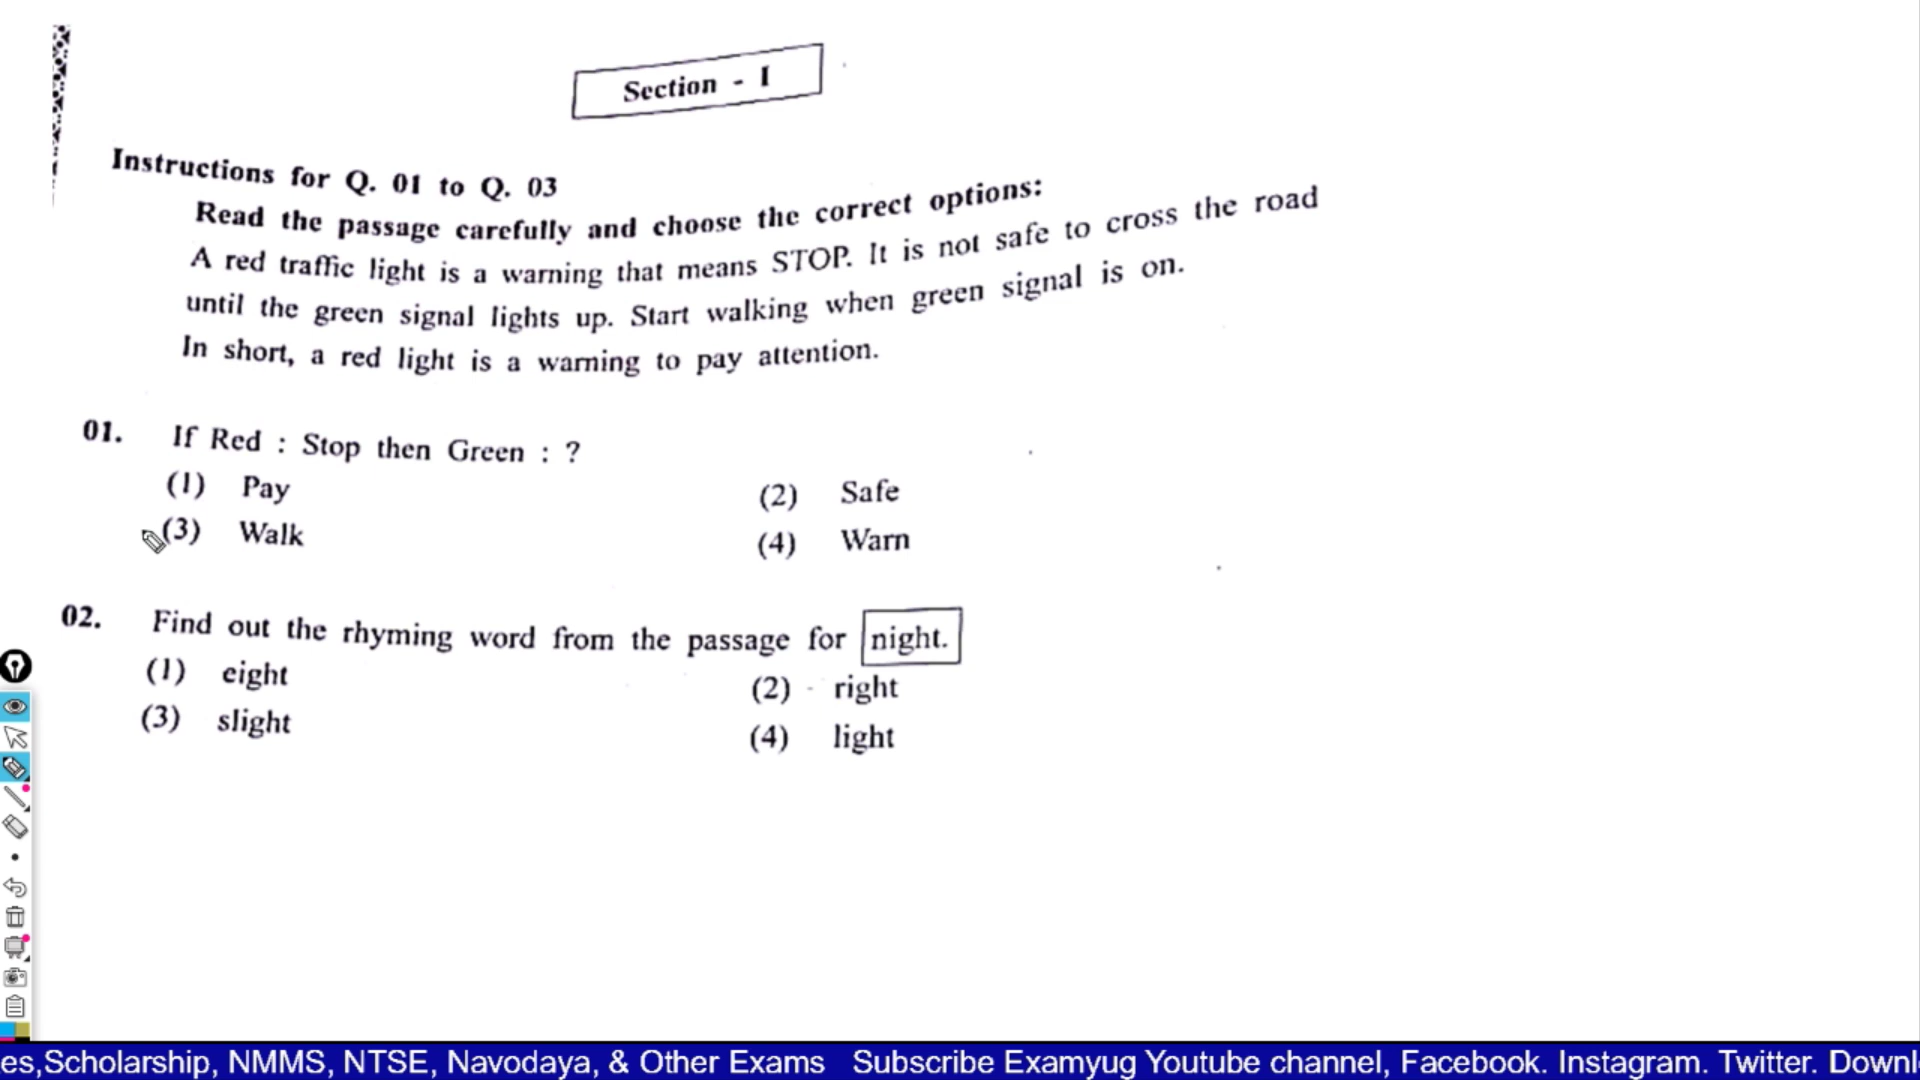 Section - I
Instructions for Q. 01 to Q. 03
Read the passage carefully and choose the correct options:
A red traffic light is a warning that means STOP. It is not safe to cross the road
until the green signal lights up. Start walking when green signal is on.
In short, a red light is a warning to pay attention.
01. If Red : Stop then Green : ?
(1) Pay (2) Safe
(3) Walk (4) Warn
02. Find out the rhyming word from the passage for night.
(1) eight (2) right
(3) slight (4) light
es,Scholarship, NMMS, NTSE, Navodaya, & Other Exams Subscribe Examyug Youtube channel, Facebook. Instagram. Twitter. Downl